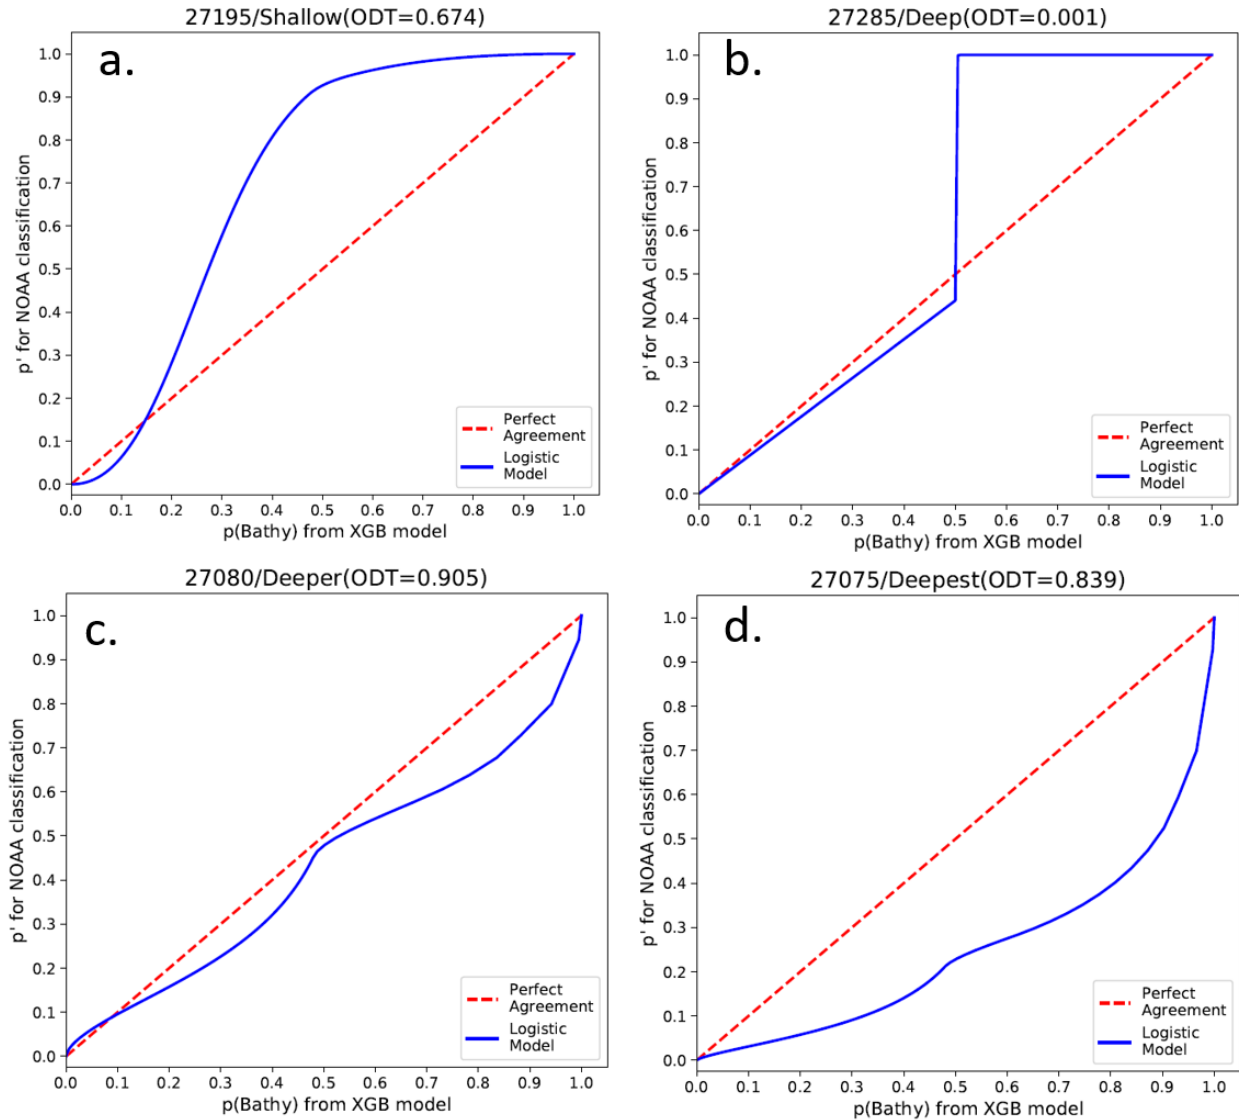 27195/Shallow(ODT=0.674)
a.
1.0
0.9
0.8
0.7
0.6
0.5
0.4
0.3
0.2
0.1
0.0
p' for NOAA classification
0.0 0.1 0.2 0.3 0.4 0.5 0.6 0.7 0.8 0.9 1.0
p(Bathy) from XGB model
Perfect
Agreement
Logistic
Model
27285/Deep(ODT=0.001)
b.
1.0
0.9
0.8
0.7
0.6
0.5
0.4
0.3
0.2
0.1
0.0
p' for NOAA classification
0.0 0.1 0.2 0.3 0.4 0.5 0.6 0.7 0.8 0.9 1.0
p(Bathy) from XGB model
Perfect
Agreement
Logistic
Model
27080/Deeper(ODT=0.905)
c.
1.0
0.9
0.8
0.7
0.6
0.5
0.4
0.3
0.2
0.1
0.0
p' for NOAA classification
0.0 0.1 0.2 0.3 0.4 0.5 0.6 0.7 0.8 0.9 1.0
p(Bathy) from XGB model
Perfect
Agreement
Logistic
Model
27075/Deepest(ODT=0.839)
d.
1.0
0.9
0.8
0.7
0.6
0.5
0.4
0.3
0.2
0.1
0.0
p' for NOAA classification
0.0 0.1 0.2 0.3 0.4 0.5 0.6 0.7 0.8 0.9 1.0
p(Bathy) from XGB model
Perfect
Agreement
Logistic
Model